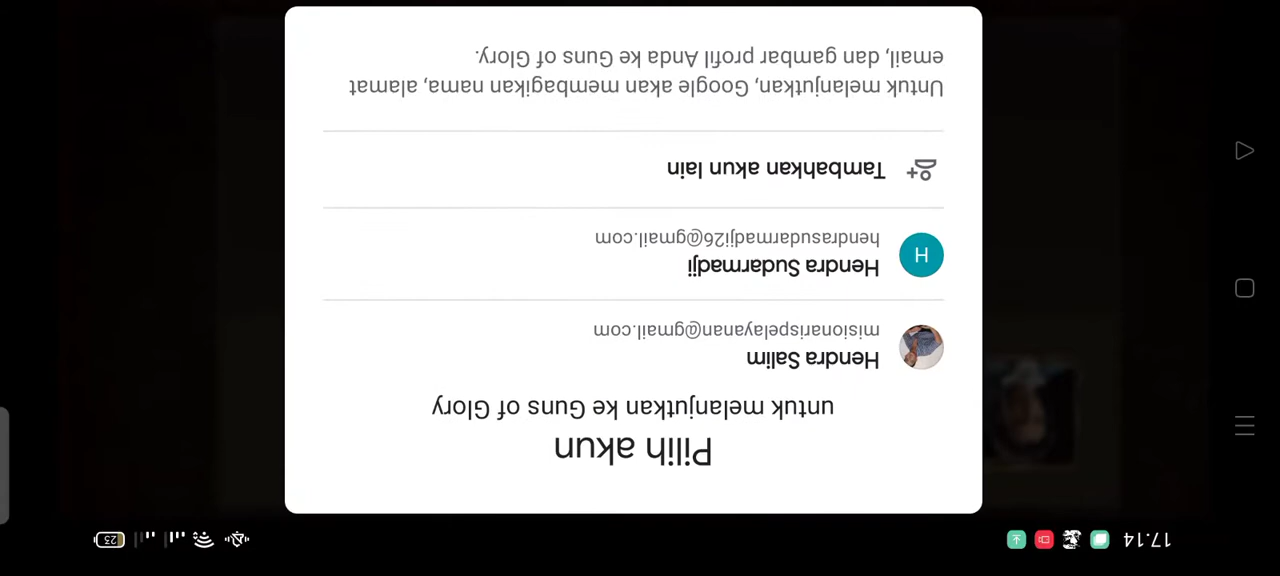 17.14
23
Pilih akun
untuk melanjutkan ke Guns of Glory
Hendra Salim
misionarispelayanan@gmail.com
H
Hendra Sudarmadji
hendrasudarmadji26@gmail.com
Tambahkan akun lain
Untuk melanjutkan, Google akan membagikan nama, alamat
email, dan gambar profil Anda ke Guns of Glory.